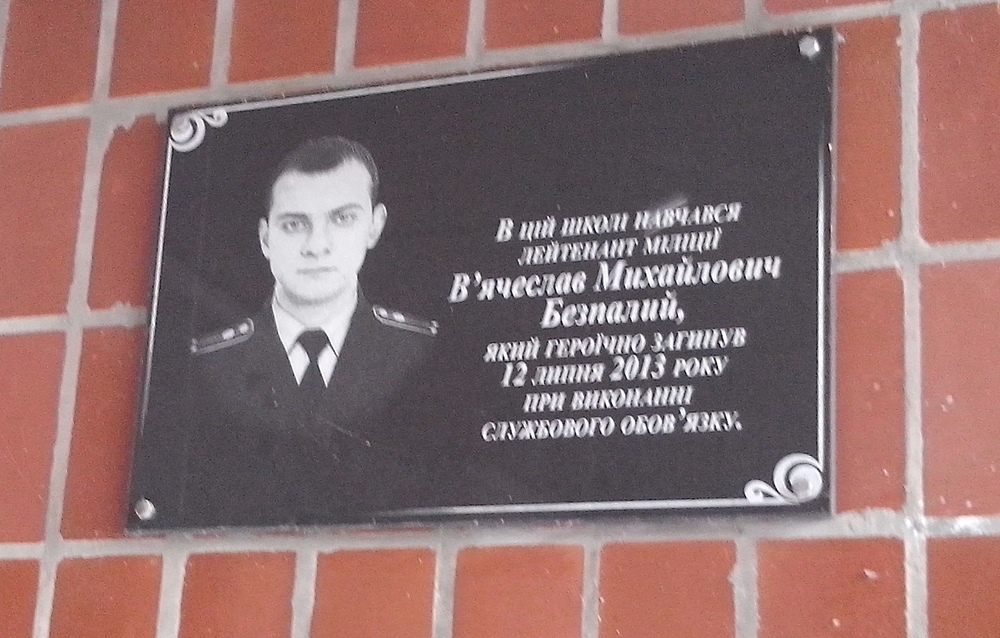 В ЦІЙ ШКОЛІ НАВЧАВСЯ
ЛЕЙТЕНАНТ МІЛІЦІЇ
В'ячеслав Михайлович
Безпалий,
ЯКИЙ ГЕРОЇЧНО ЗАГИНУВ
12 ЛИПНЯ 2013 РОКУ
ПРИ ВИКОНАННІ
СЛУЖБОВОГО ОБОВ'ЯЗКУ.